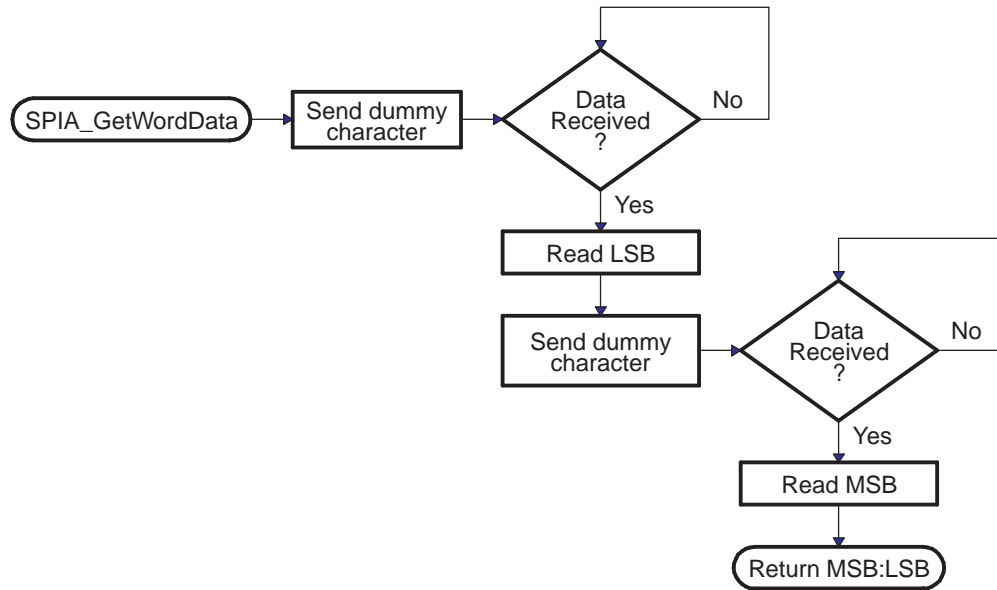 SPIA_GetWordData
Send dummy
character
Data
Received
?
No
Yes
Read LSB
Send dummy
character
Data
Received
?
No
Yes
Read MSB
Return MSB:LSB